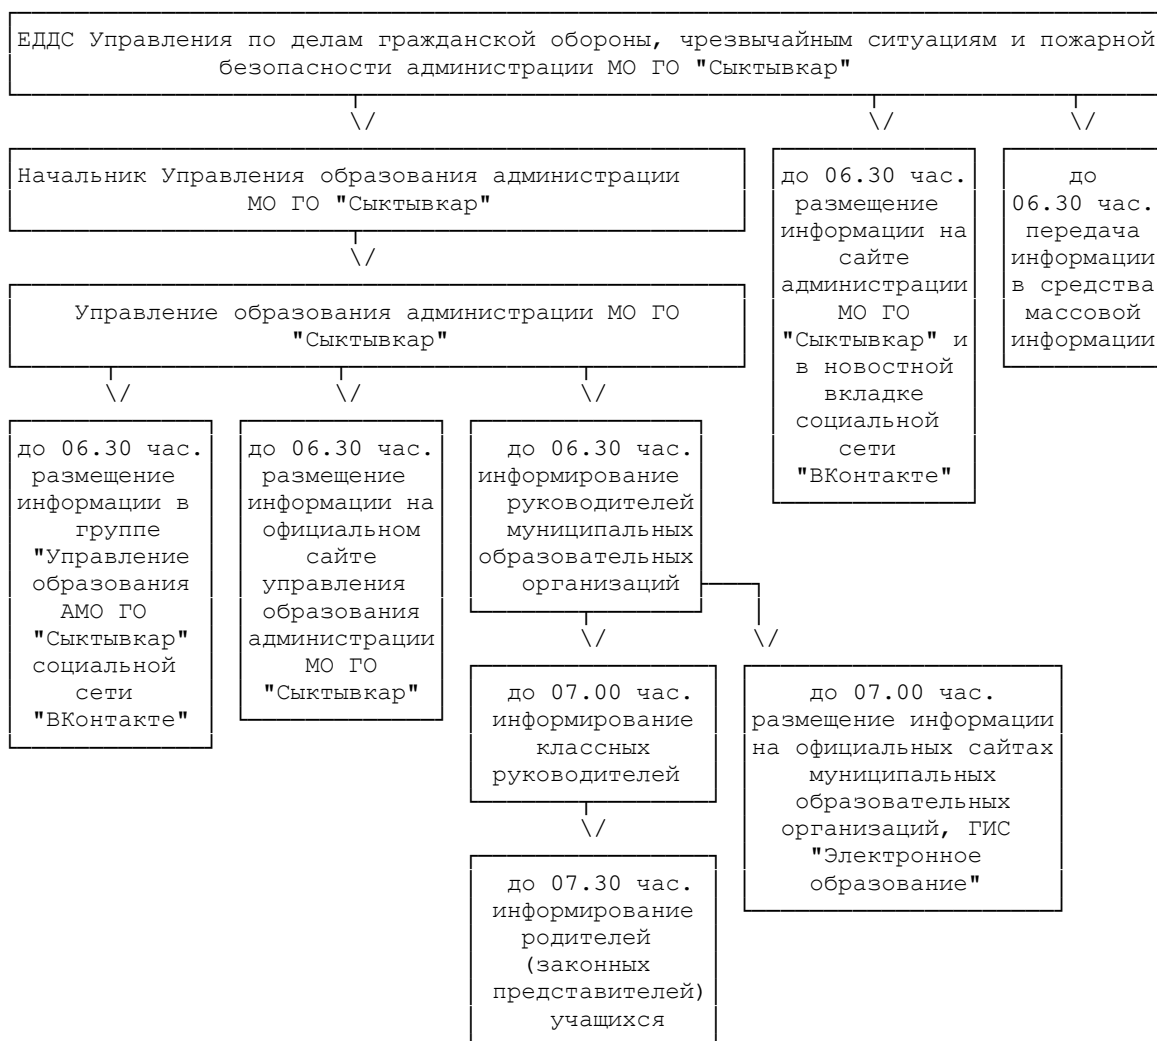 ЕДДС Управления по делам гражданской обороны, чрезвычайным ситуациям и пожарной
безопасности администрации МО ГО "Сыктывкар"
\/
\/
\/
Начальник Управления образования администрации
МО ГО "Сыктывкар"
\/
Управление образования администрации МО ГО
"Сыктывкар"
\/
\/
\/
до 06.30 час.
размещение
информации в
группе
"Управление
образования
АМО ГО
"Сыктывкар"
социальной
сети
"ВКонтакте"
до 06.30 час.
размещение
информации на
официальном
сайте
управления
образования
администрации
МО ГО
"Сыктывкар"
до 06.30 час.
информирование
руководителей
муниципальных
образовательных
организаций
\/
\/
до 07.00 час.
информирование
классных
руководителей
\/
до 07.30 час.
информирование
родителей
(законных
представителей)
учащихся
до 07.00 час.
размещение информации
на официальных сайтах
муниципальных
образовательных
организаций, ГИС
"Электронное
образование"
до 06.30 час.
размещение
информации на
сайте
администрации
МО ГО
"Сыктывкар" и
в новостной
вкладке
социальной
сети
"ВКонтакте"
до
06.30 час.
передача
информации
в средства
массовой
информации